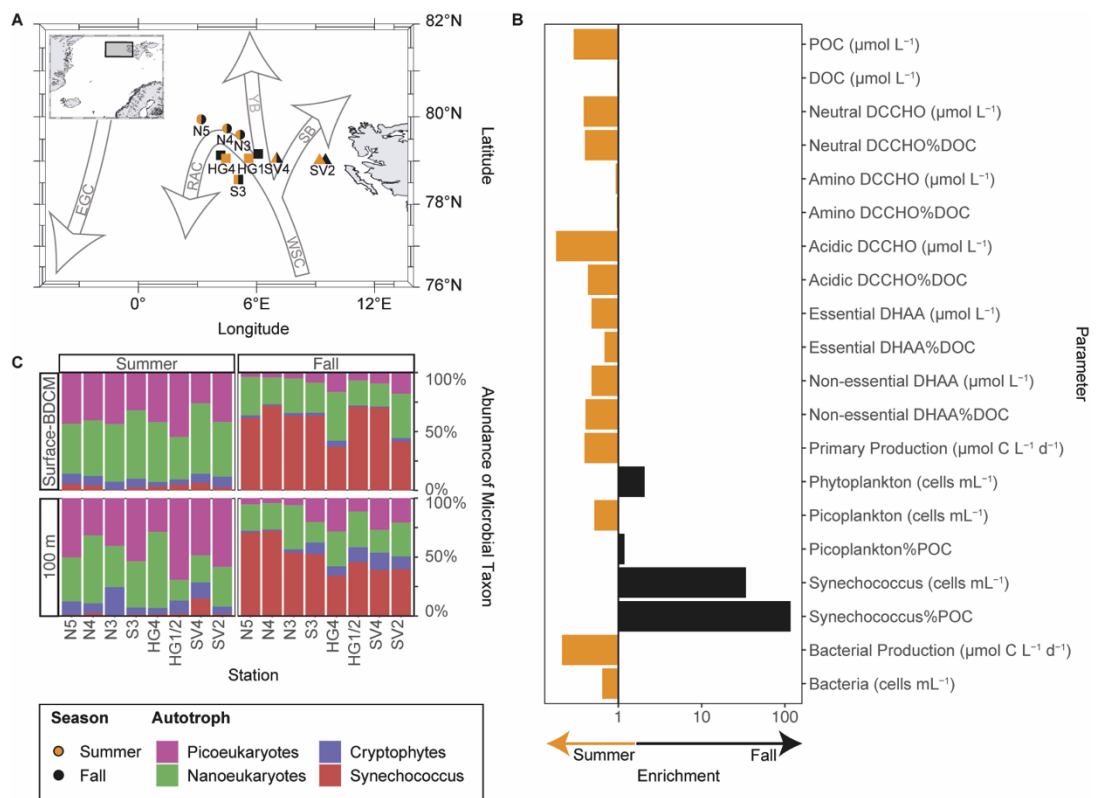 A
82°N
80°N
78°N
76°N
Latitude
0°
6°E
12°E
Longitude
EGC
RAC
YB
SB
WSC
N5
N4
N3
HG4
HG1
SV4
SV2
S3
B
POC (µmol L⁻¹)
DOC (µmol L⁻¹)
Neutral DCCHO (µmol L⁻¹)
Neutral DCCHO%DOC
Amino DCCHO (µmol L⁻¹)
Amino DCCHO%DOC
Acidic DCCHO (µmol L⁻¹)
Acidic DCCHO%DOC
Essential DHAA (µmol L⁻¹)
Essential DHAA%DOC
Non-essential DHAA (µmol L⁻¹)
Non-essential DHAA%DOC
Primary Production (µmol C L⁻¹ d⁻¹)
Phytoplankton (cells mL⁻¹)
Picoplankton (cells mL⁻¹)
Picoplankton%POC
Synechococcus (cells mL⁻¹)
Synechococcus%POC
Bacterial Production (µmol C L⁻¹ d⁻¹)
Bacteria (cells mL⁻¹)
Parameter
1
10
100
Summer
Fall
Enrichment
C
Summer
Fall
Surface-BDCM
100 m
100%
50%
0%
100%
50%
0%
Abundance of Microbial Taxon
N5
N4
N3
S3
HG4
HG1/2
SV4
SV2
N5
N4
N3
S3
HG4
HG1/2
SV4
SV2
Station
Season
Summer
Fall
Autotroph
Picoeukaryotes
Nanoeukaryotes
Cryptophytes
Synechococcus